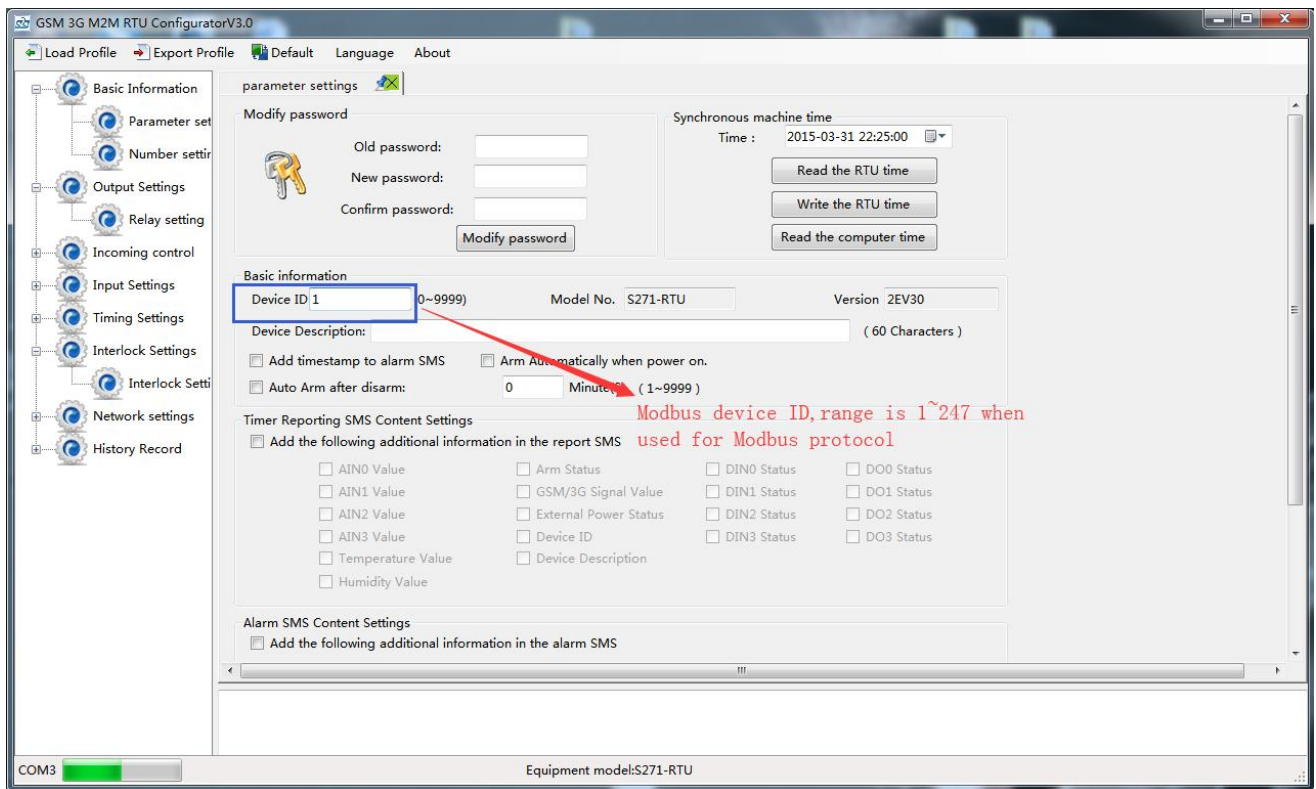 GSM 3G M2M RTU ConfiguratorV3.0
Load Profile Export Profile Default Language About
Basic Information
Parameter set
Number settin
Output Settings
Relay setting
Incoming control
Input Settings
Timing Settings
Interlock Settings
Interlock Setti
Network settings
History Record
parameter settings
Modify password
Old password:
New password:
Confirm password:
Modify password
Synchronous machine time
Time : 2015-03-31 22:25:00
Read the RTU time
Write the RTU time
Read the computer time
Basic information
Device ID 1 0~9999) Model No. S271-RTU Version 2EV30
Device Description: ( 60 Characters )
Add timestamp to alarm SMS Arm Automatically when power on.
Auto Arm after disarm: 0 Minute(S) ( 1~9999 )
Modbus device ID,range is 1~247 when
used for Modbus protocol
Timer Reporting SMS Content Settings
Add the following additional information in the report SMS
AIN0 Value Arm Status DIN0 Status DO0 Status
AIN1 Value GSM/3G Signal Value DIN1 Status DO1 Status
AIN2 Value External Power Status DIN2 Status DO2 Status
AIN3 Value Device ID DIN3 Status DO3 Status
Temperature Value Device Description
Humidity Value
Alarm SMS Content Settings
Add the following additional information in the alarm SMS
COM3 Equipment model:S271-RTU